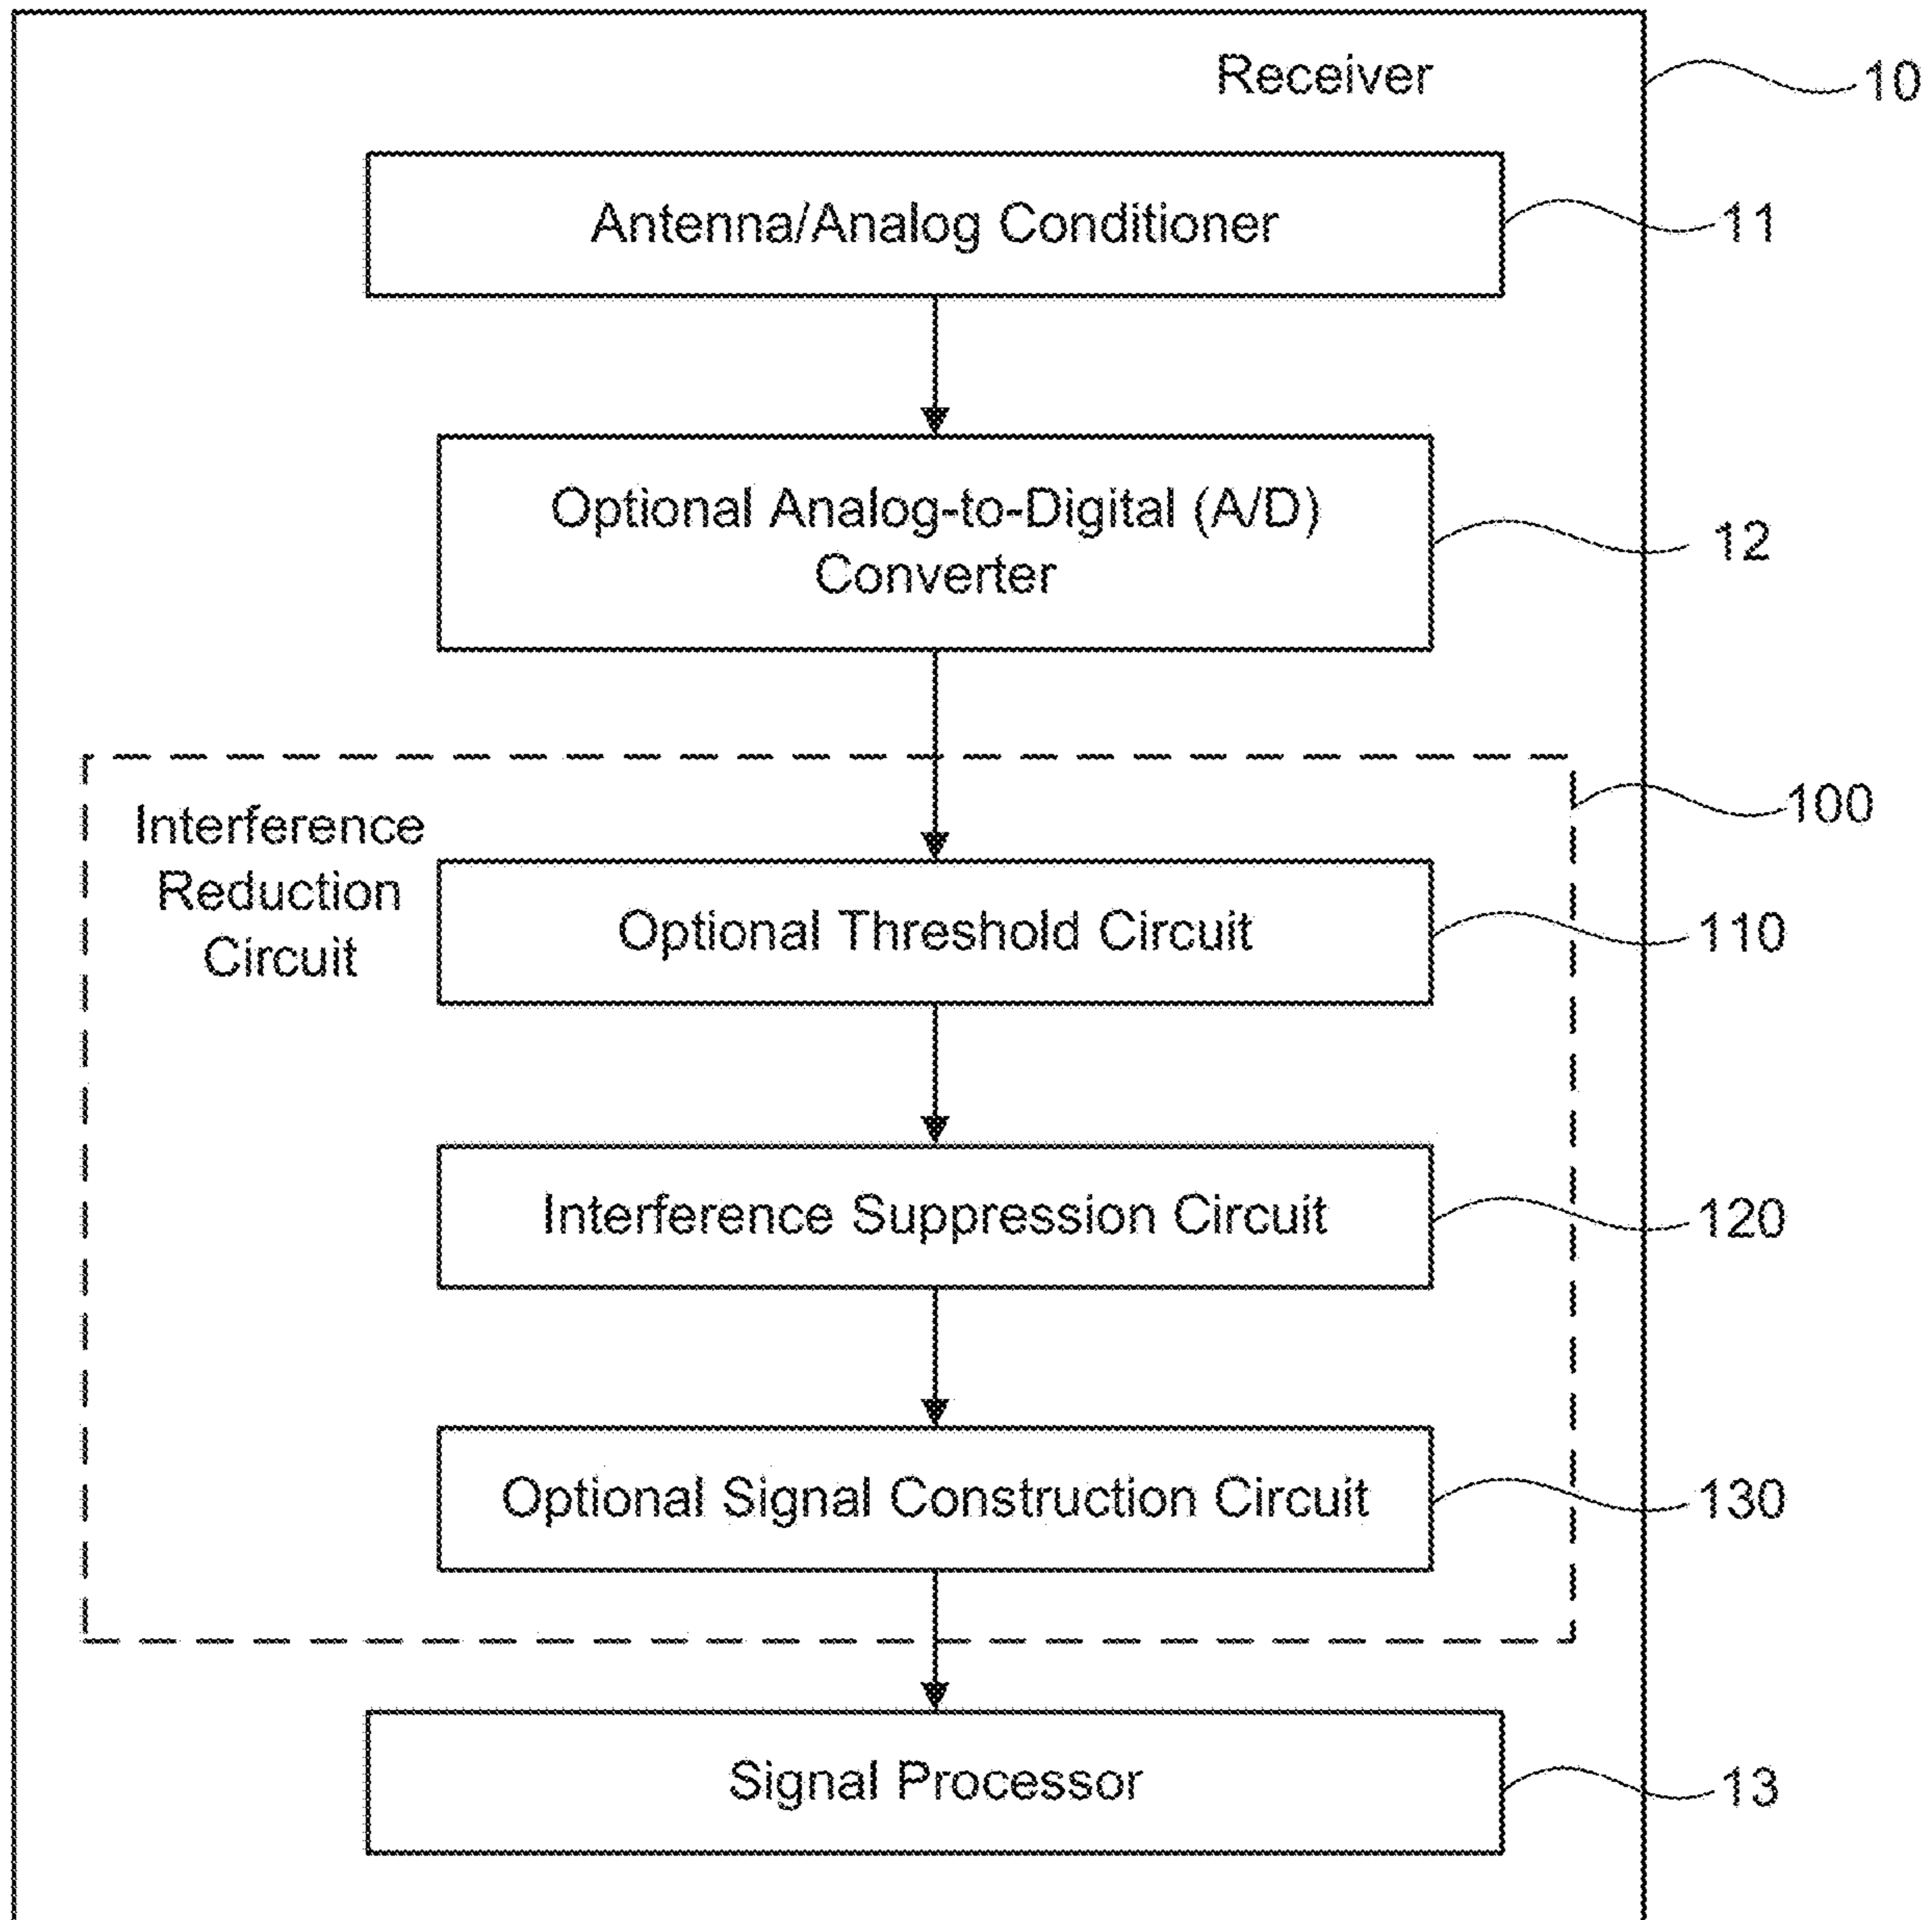 Receiver
10
Antenna/Analog Conditioner
11
Optional Analog-to-Digital (A/D)
Converter
12
Interference
Reduction
Circuit
100
Optional Threshold Circuit
110
Interference Suppression Circuit
120
Optional Signal Construction Circuit
130
Signal Processor
13